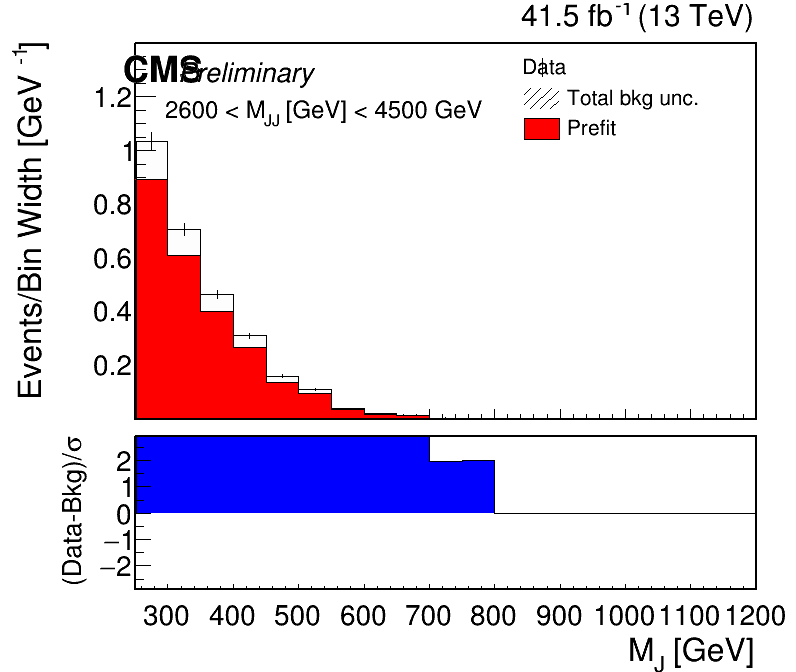 41.5 fb⁻¹ (13 TeV)
CMS Preliminary
2600 < M_JJ [GeV] < 4500 GeV
Data
Total bkg unc.
Prefit
Events/Bin Width [GeV⁻¹]
1.2
1
0.8
0.6
0.4
0.2
(Data-Bkg)/σ
2
1
0
−1
−2
300 400 500 600 700 800 900 1000 1100 1200
M_J [GeV]